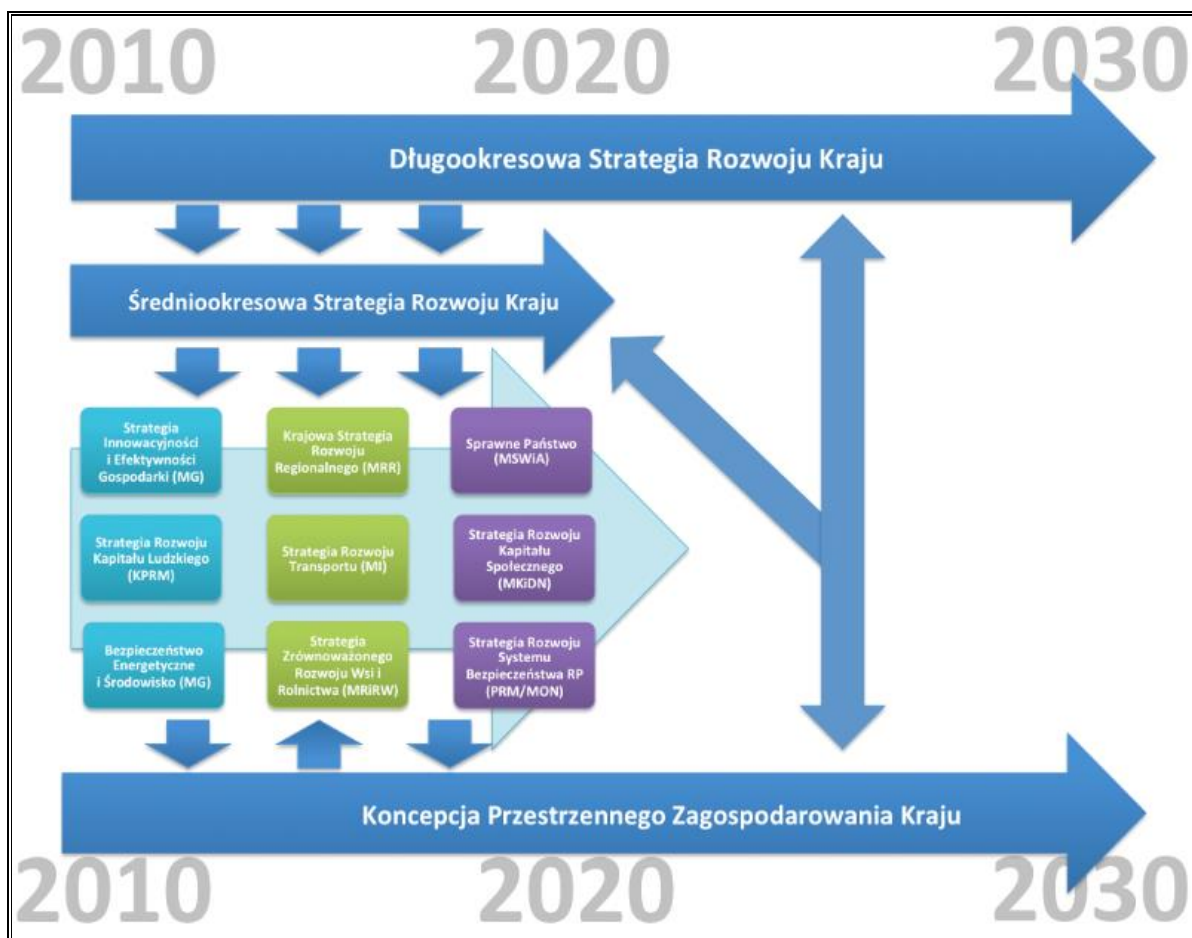 2010 2020 2030
Długookresowa Strategia Rozwoju Kraju
Średniookresowa Strategia Rozwoju Kraju
Strategia
Innowacyjności
i Efektywności
Gospodarki (MG)
Krajowa Strategia
Rozwoju
Regionalnego (MRR)
Sprawne Państwo
(MSWiA)
Strategia Rozwoju
Kapitału Ludzkiego
(KPRM)
Strategia Rozwoju
Transportu (MI)
Strategia Rozwoju
Kapitału
Społecznego
(MKiDN)
Bezpieczeństwo
Energetyczne
i Środowisko (MG)
Strategia
Zrównoważonego
Rozwoju Wsi i
Rolnictwa (MRiRW)
Strategia Rozwoju
Systemu
Bezpieczeństwa RP
(PRM/MON)
Koncepcja Przestrzennego Zagospodarowania Kraju
2010 2020 2030